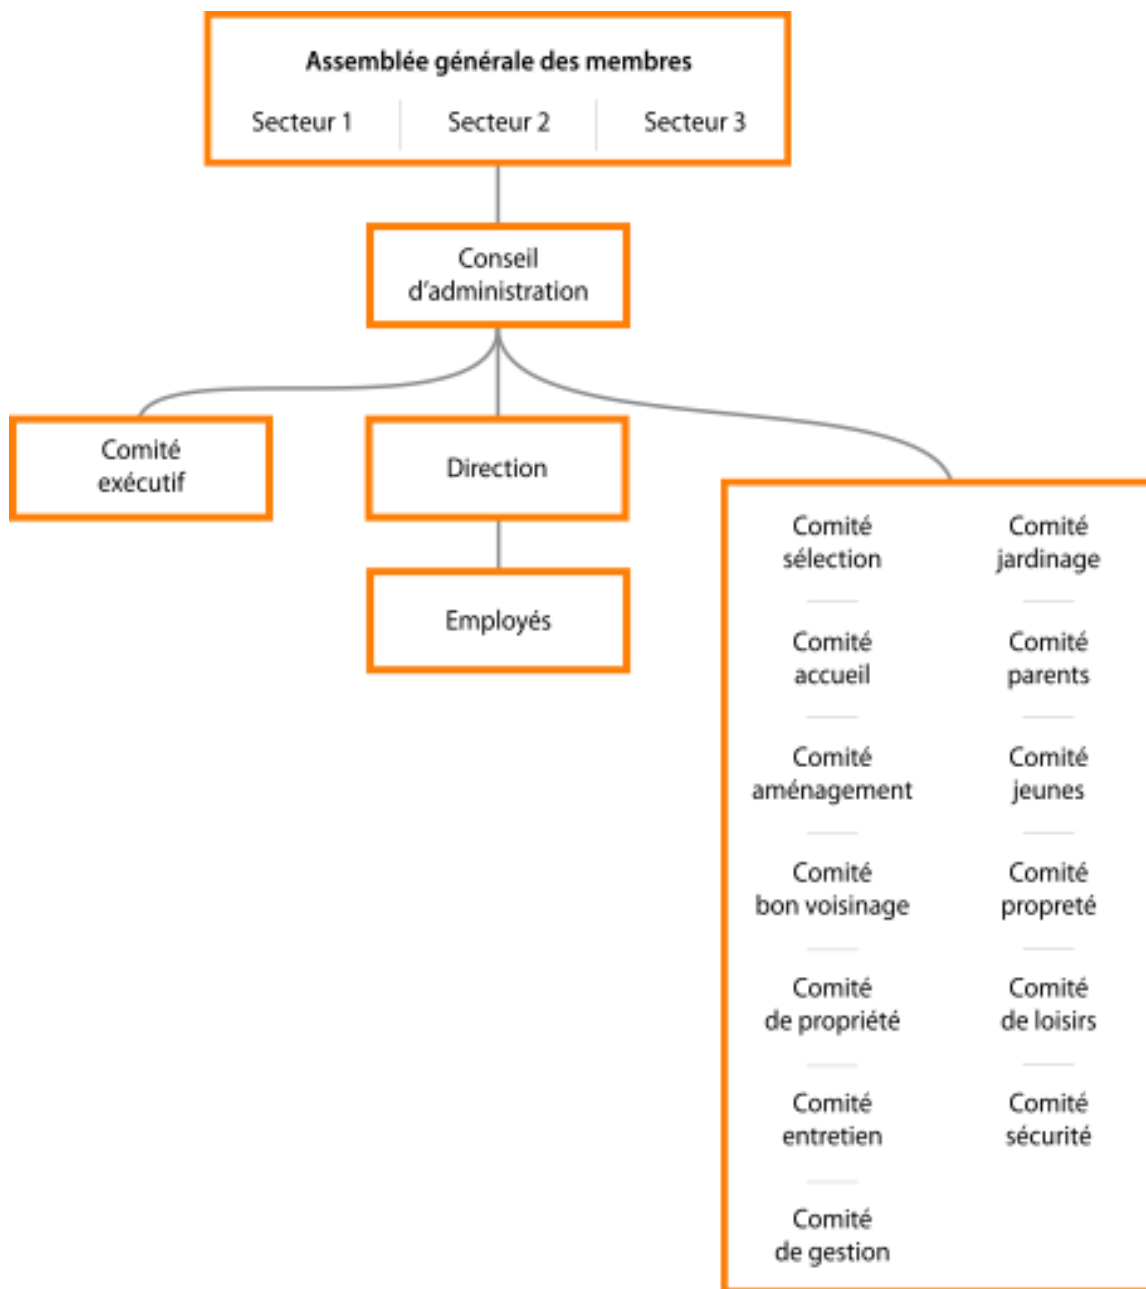 Assemblée générale des membres
Secteur 1
Secteur 2
Secteur 3
Conseil
d'administration
Comité
exécutif
Direction
Employés
Comité
sélection
Comité
accueil
Comité
aménagement
Comité
bon voisinage
Comité
de propriété
Comité
entretien
Comité
de gestion
Comité
jardinage
Comité
parents
Comité
jeunes
Comité
propreté
Comité
de loisirs
Comité
sécurité